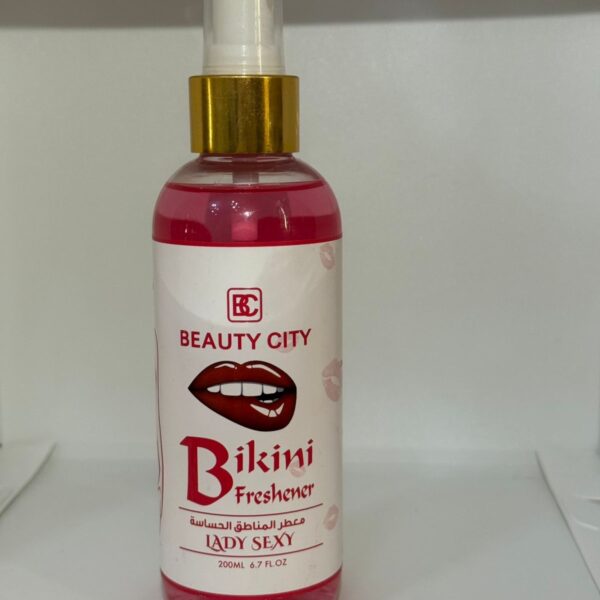 BC
BEAUTY CITY
Bikini
Freshener
معطر المناطق الحساسة
LADY SEXY
200ML 6.7 FL.OZ